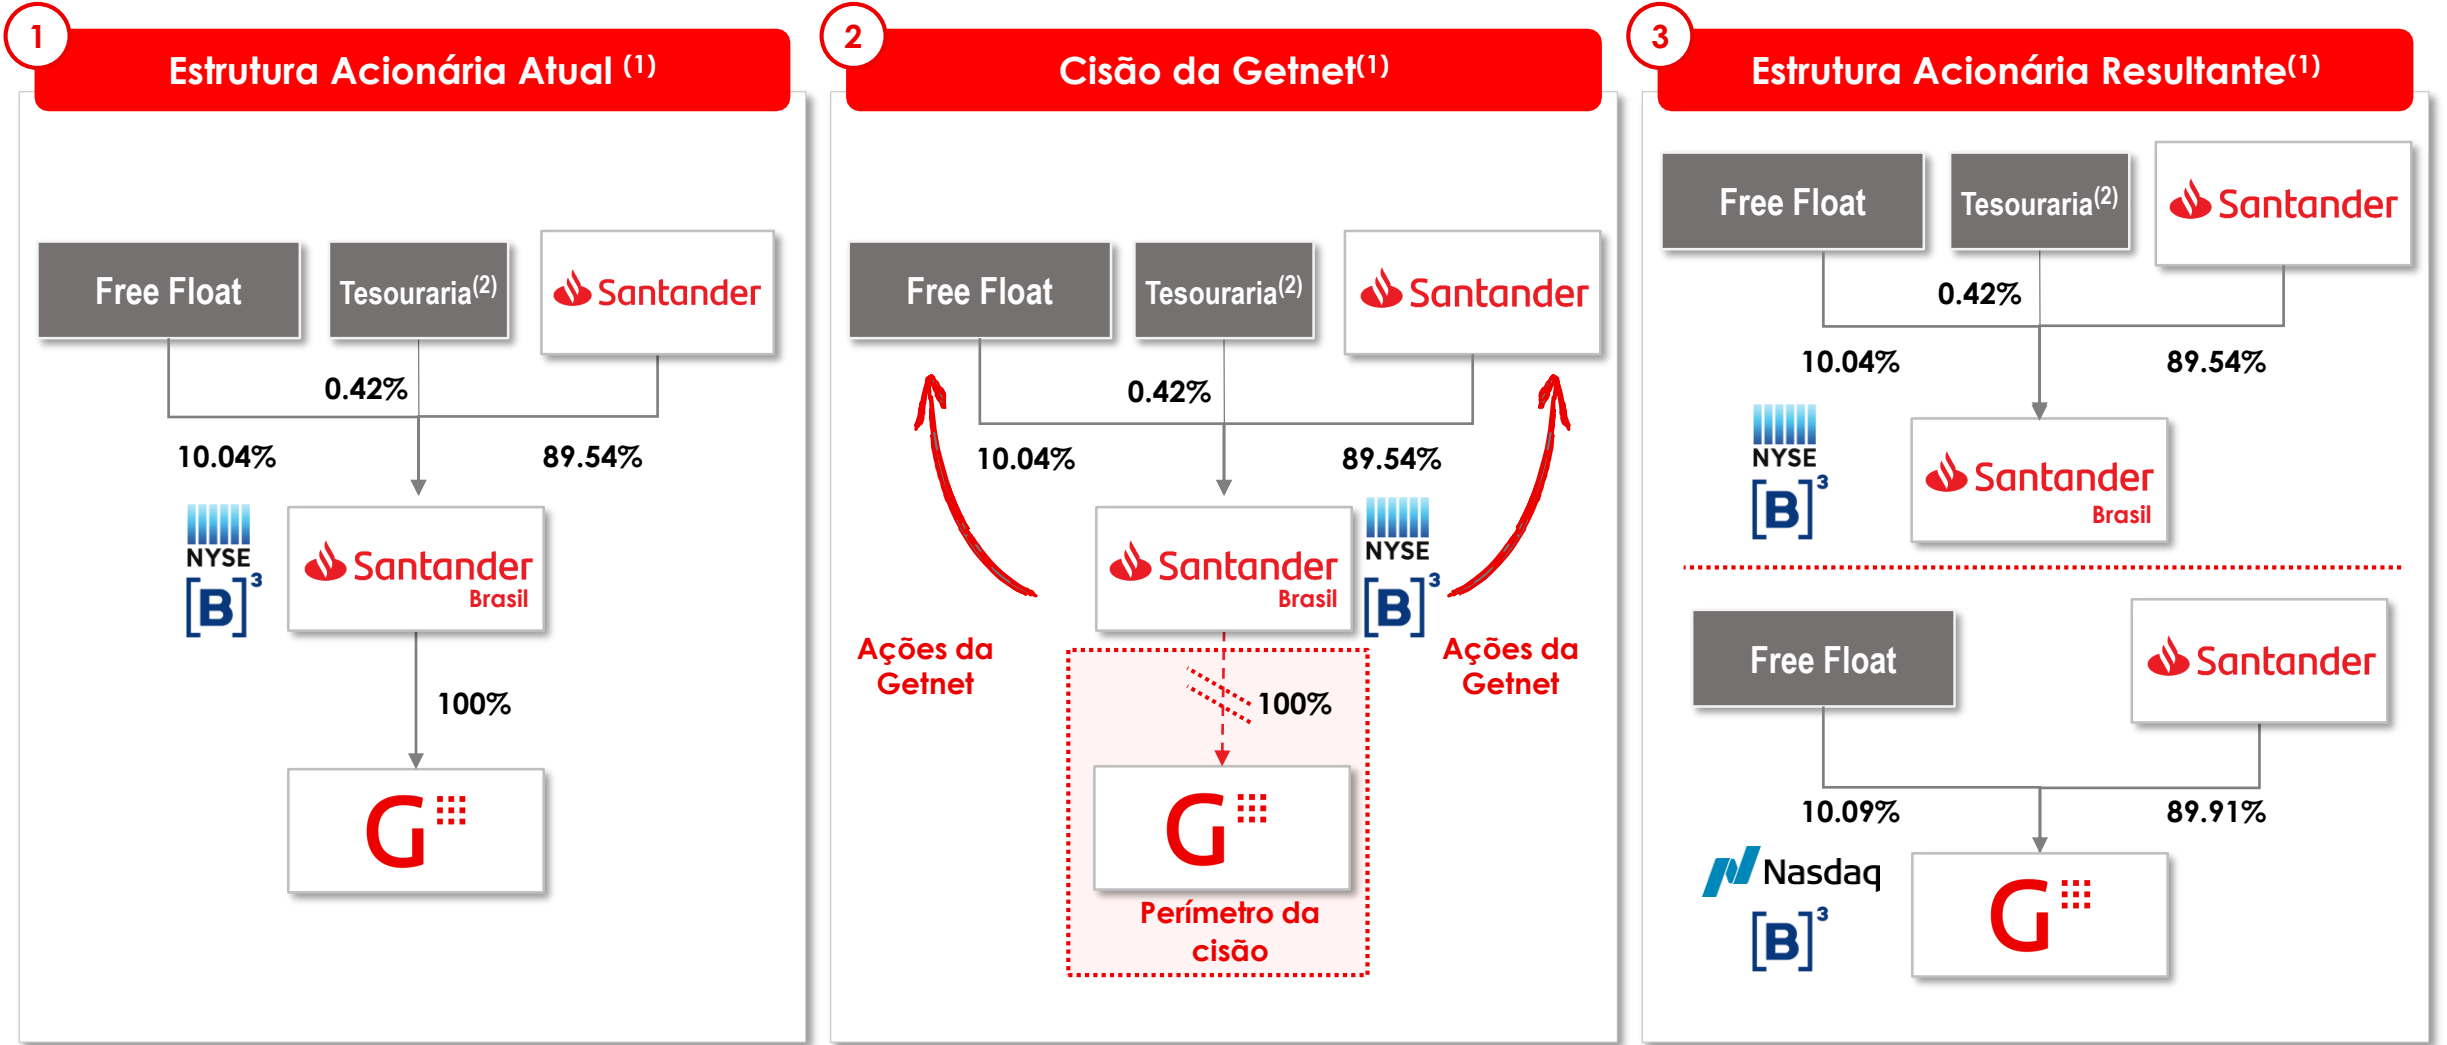 1
Estrutura Acionária Atual (1)
Free Float
Tesouraria(2)
Santander
0.42%
10.04%
89.54%
NYSE
[B]3
Santander
Brasil
100%
G
2
Cisão da Getnet(1)
Free Float
Tesouraria(2)
Santander
0.42%
10.04%
89.54%
Santander
Brasil
NYSE
[B]3
Ações da
Getnet
Ações da
Getnet
100%
G
Perímetro da
cisão
3
Estrutura Acionária Resultante(1)
Free Float
Tesouraria(2)
Santander
0.42%
10.04%
89.54%
NYSE
[B]3
Santander
Brasil
Free Float
Santander
10.09%
89.91%
Nasdaq
[B]3
G